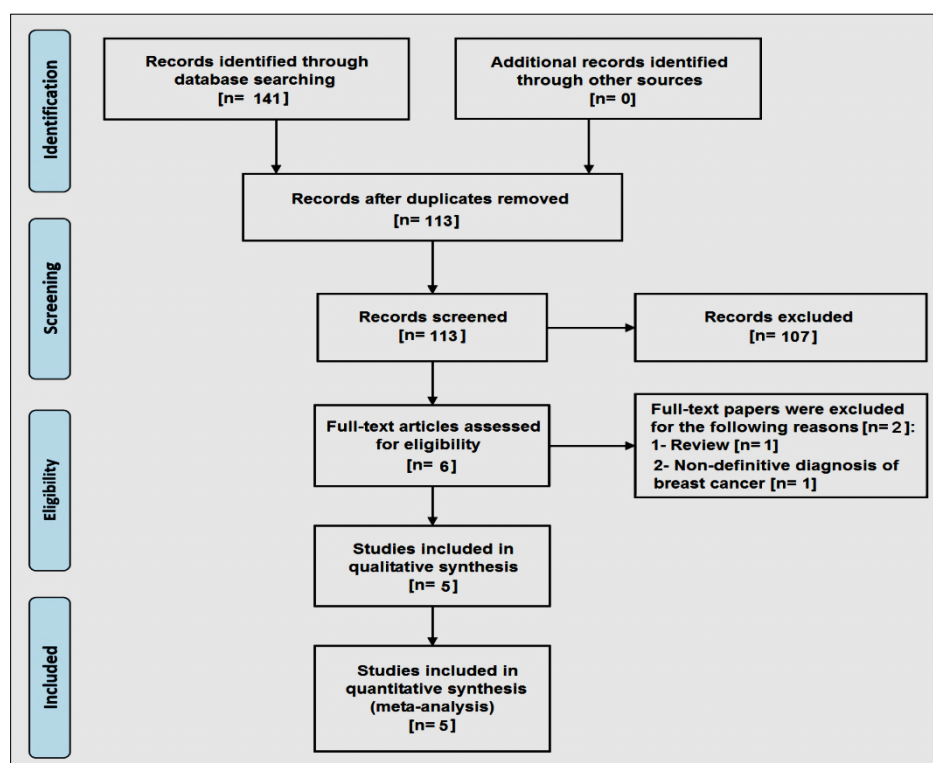 Identification
Records identified through
database searching
[n= 141]
Additional records identified
through other sources
[n= 0]
Records after duplicates removed
[n= 113]
Screening
Records screened
[n= 113]
Records excluded
[n= 107]
Eligibility
Full-text articles assessed
for eligibility
[n= 6]
Full-text papers were excluded
for the following reasons [n= 2]:
1- Review [n= 1]
2- Non-definitive diagnosis of
breast cancer [n= 1]
Studies included in
qualitative synthesis
[n= 5]
Included
Studies included in
quantitative synthesis
(meta-analysis)
[n= 5]